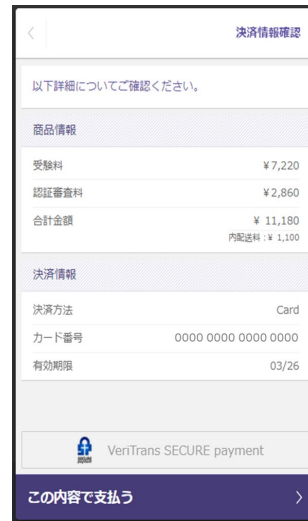 決済情報確認
以下詳細についてご確認ください。
商品情報
受験料 ¥7,220
認証審査料 ¥2,860
合計金額 ¥ 11,180
内配送料:¥ 1,100
決済情報
決済方法 Card
カード番号 0000 0000 0000 0000
有効期限 03/26
VeriTrans SECURE payment
この内容で支払う